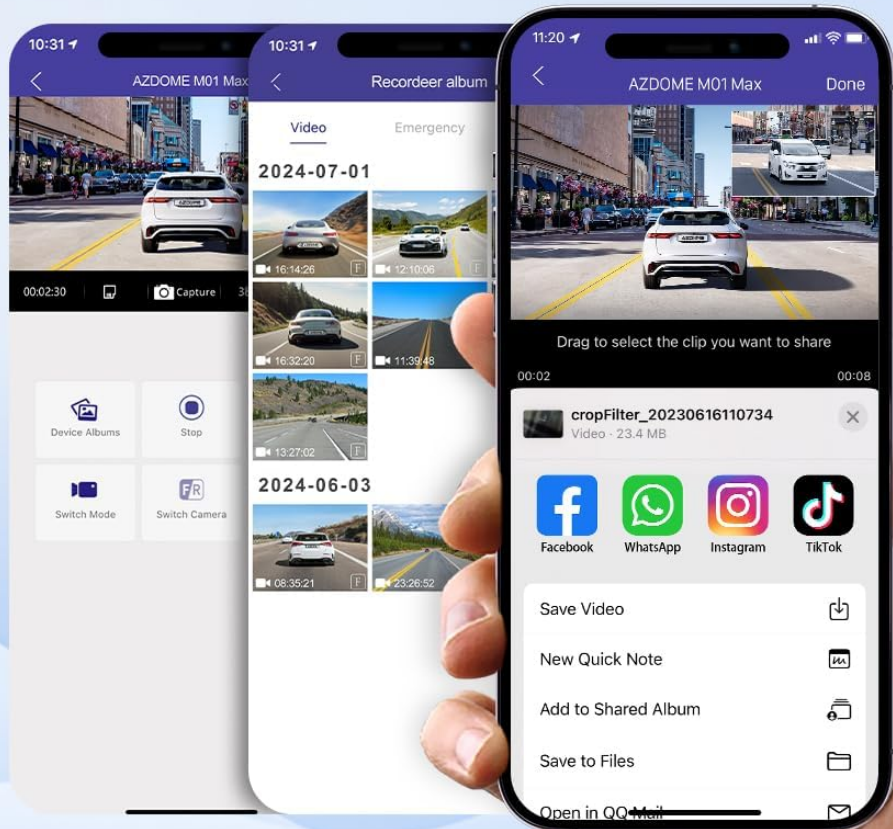 10:31
AZDOME M01 Max
00:02:30
Capture
Device Albums
Stop
Switch Mode
FR
Switch Camera
10:31
Recordeer album
Video
Emergency
2024-07-01
16:14:26
F
12:10:06
F
16:32:20
F
11:39:48
13:27:02
F
2024-06-03
08:35:21
F
23:26:52
11:20
AZDOME M01 Max
Done
Drag to select the clip you want to share
00:02
00:08
cropFilter_20230616110734
Video · 23.4 MB
Facebook
WhatsApp
Instagram
TikTok
Save Video
New Quick Note
Add to Shared Album
Save to Files
Open in QQ Mail